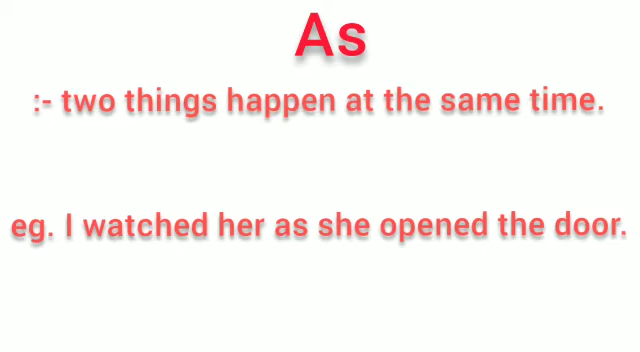 As
:- two things happen at the same time.
eg. I watched her as she opened the door.